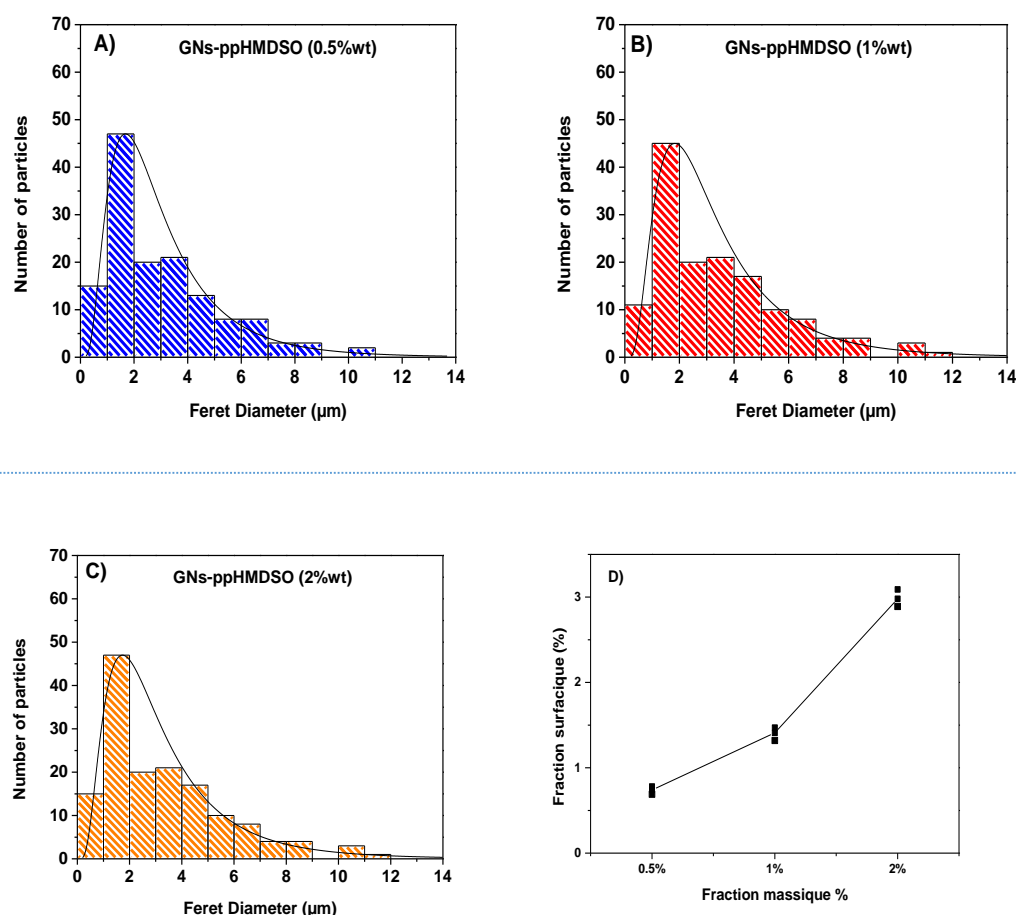 A)
GNs-ppHMDSO (0.5%wt)
Number of particles
70
60
50
40
30
20
10
0
0 2 4 6 8 10 12 14
Feret Diameter (µm)
B)
GNs-ppHMDSO (1%wt)
Number of particles
70
60
50
40
30
20
10
0
0 2 4 6 8 10 12 14
Feret Diameter (µm)
C)
GNs-ppHMDSO (2%wt)
Number of particles
70
60
50
40
30
20
10
0
0 2 4 6 8 10 12 14
Feret Diameter (µm)
D)
Fraction surfacique (%)
3
2
1
0
0.5% 1% 2%
Fraction massique %